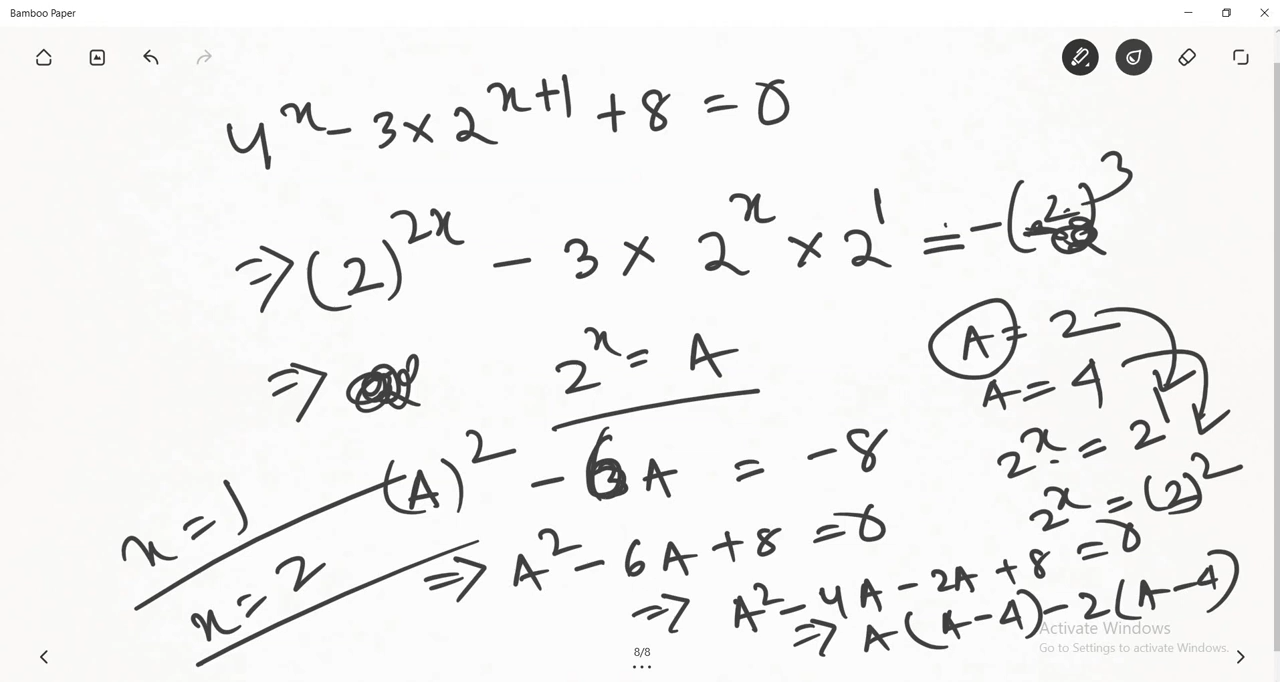 Bamboo Paper
4^x - 3 × 2^(x+1) + 8 = 0
⇒ (2)^(2x) - 3 × 2^x × 2^1 = -(2)^3
⇒
2^x = A
(A)^2 - 6A = -8
⇒ A^2 - 6A + 8 = 0
⇒ A^2 - 4A - 2A + 8 = 0
⇒ A(A-4) - 2(A-4)
A = 2
A = 4
2^x = 2^1
2^x = (2)^2
x = 1
x = 2
Activate Windows
Go to Settings to activate Windows.
8/8